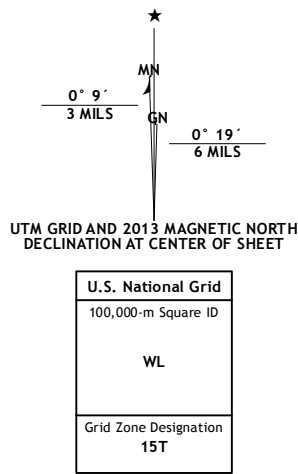 ★
MN
0° 9´
3 MILS
GN
0° 19´
6 MILS
UTM GRID AND 2013 MAGNETIC NORTH
DECLINATION AT CENTER OF SHEET
U.S. National Grid
100,000-m Square ID
WL
Grid Zone Designation
15T